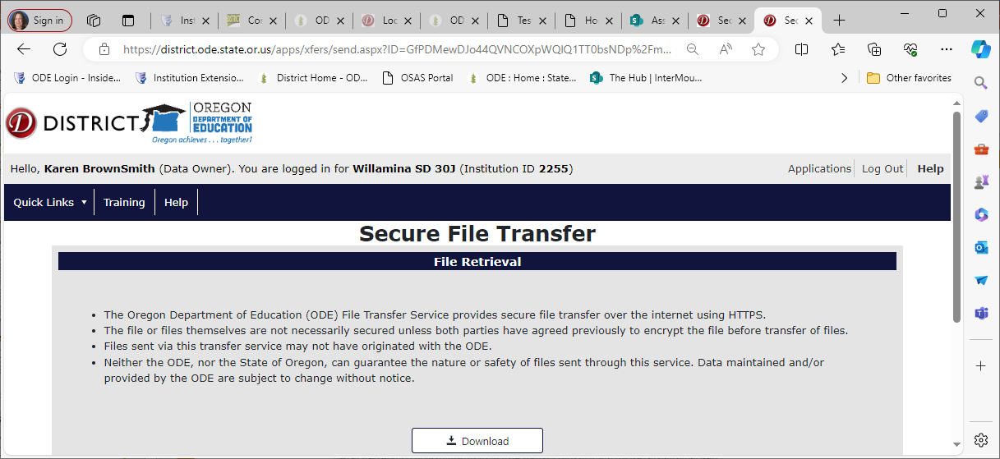 Sign in
Inst
Cor
OD
Loc
OD
Tes
Ho
Ass
Sec
Sec
https://district.ode.state.or.us/apps/xfers/send.aspx?ID=GfPDMewDJo44QVNCOXpWQIQ1TT0bsNDp%2Fm...
ODE Login - Inside...
Institution Extensio...
District Home - OD...
OSAS Portal
ODE : Home : State...
The Hub | InterMou...
Other favorites
DISTRICT
OREGON
DEPARTMENT OF
EDUCATION
Oregon achieves . . . together!
Hello, Karen BrownSmith (Data Owner). You are logged in for Willamina SD 30J (Institution ID 2255)
Applications
Log Out
Help
Quick Links
Training
Help
Secure File Transfer
File Retrieval
• The Oregon Department of Education (ODE) File Transfer Service provides secure file transfer over the internet using HTTPS.
• The file or files themselves are not necessarily secured unless both parties have agreed previously to encrypt the file before transfer of files.
• Files sent via this transfer service may not have originated with the ODE.
• Neither the ODE, nor the State of Oregon, can guarantee the nature or safety of files sent through this service. Data maintained and/or
provided by the ODE are subject to change without notice.
Download